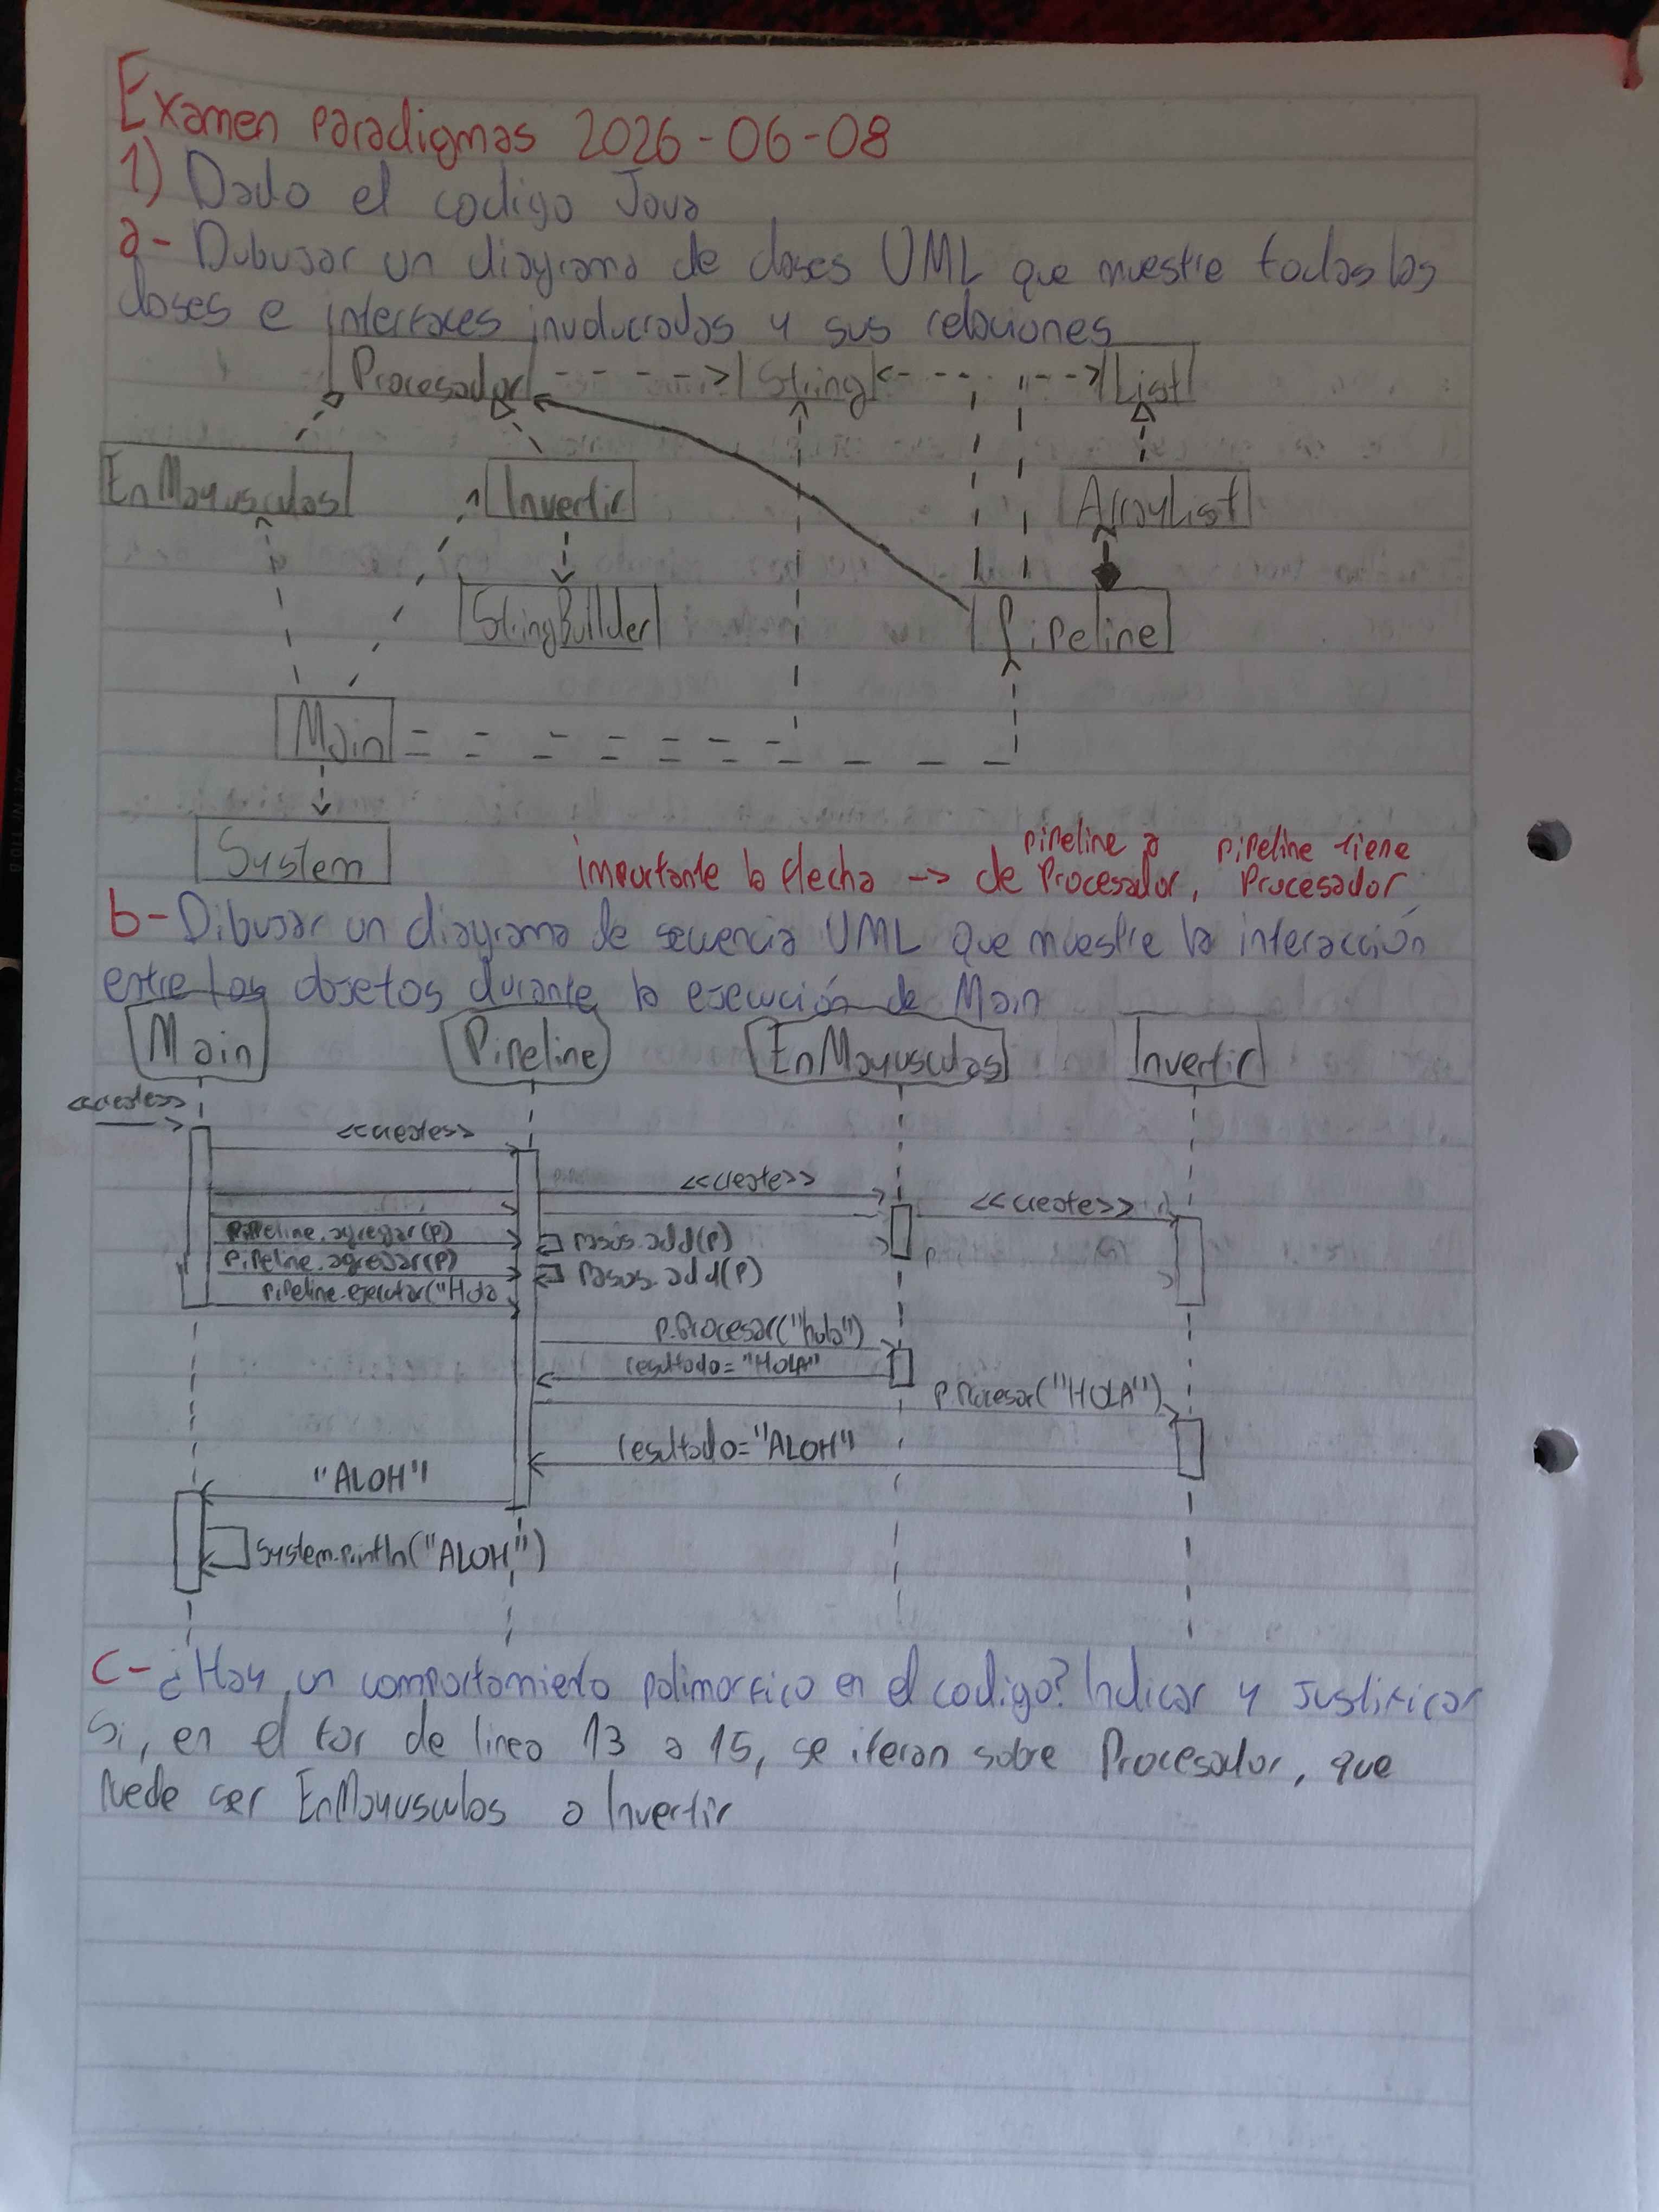 Examen Paradigmas 2026-06-08
1) Dado el codigo Java
a- Dubujar un diagrama de clases UML que muestre todas las
clases e interfaces involucradas y sus relaciones
Procesador String List
EnMayusculas Invertir ArrayList
StringBuilder Pipeline
Main
System
importante la flecha --> de Pipeline a Procesador, Pipeline tiene Procesador
b- Dibujar un diagrama de secuencia UML que muestre la interacción
entre los objetos durante la ejecución de Main
Main Pipeline EnMayusculas Invertir
<<create>>
<<create>>
<<create>>
<<create>>
Pipeline.agregar(P) Pasos.add(P)
Pipeline.agregar(P) Pasos.add(P)
Pipeline.ejecutar("Hola
P.Procesar("hola")
resultado="HOLA"
P.Procesar("HOLA")
resultado="ALOH"
"ALOH"
System.println("ALOH")
c- ¿Hay un comportamiento polimorfico en el codigo? Indicar y Justificar
Si, en el for de linea 13 a 15, se iteran sobre Procesador, que
Puede ser EnMayusculas o Invertir